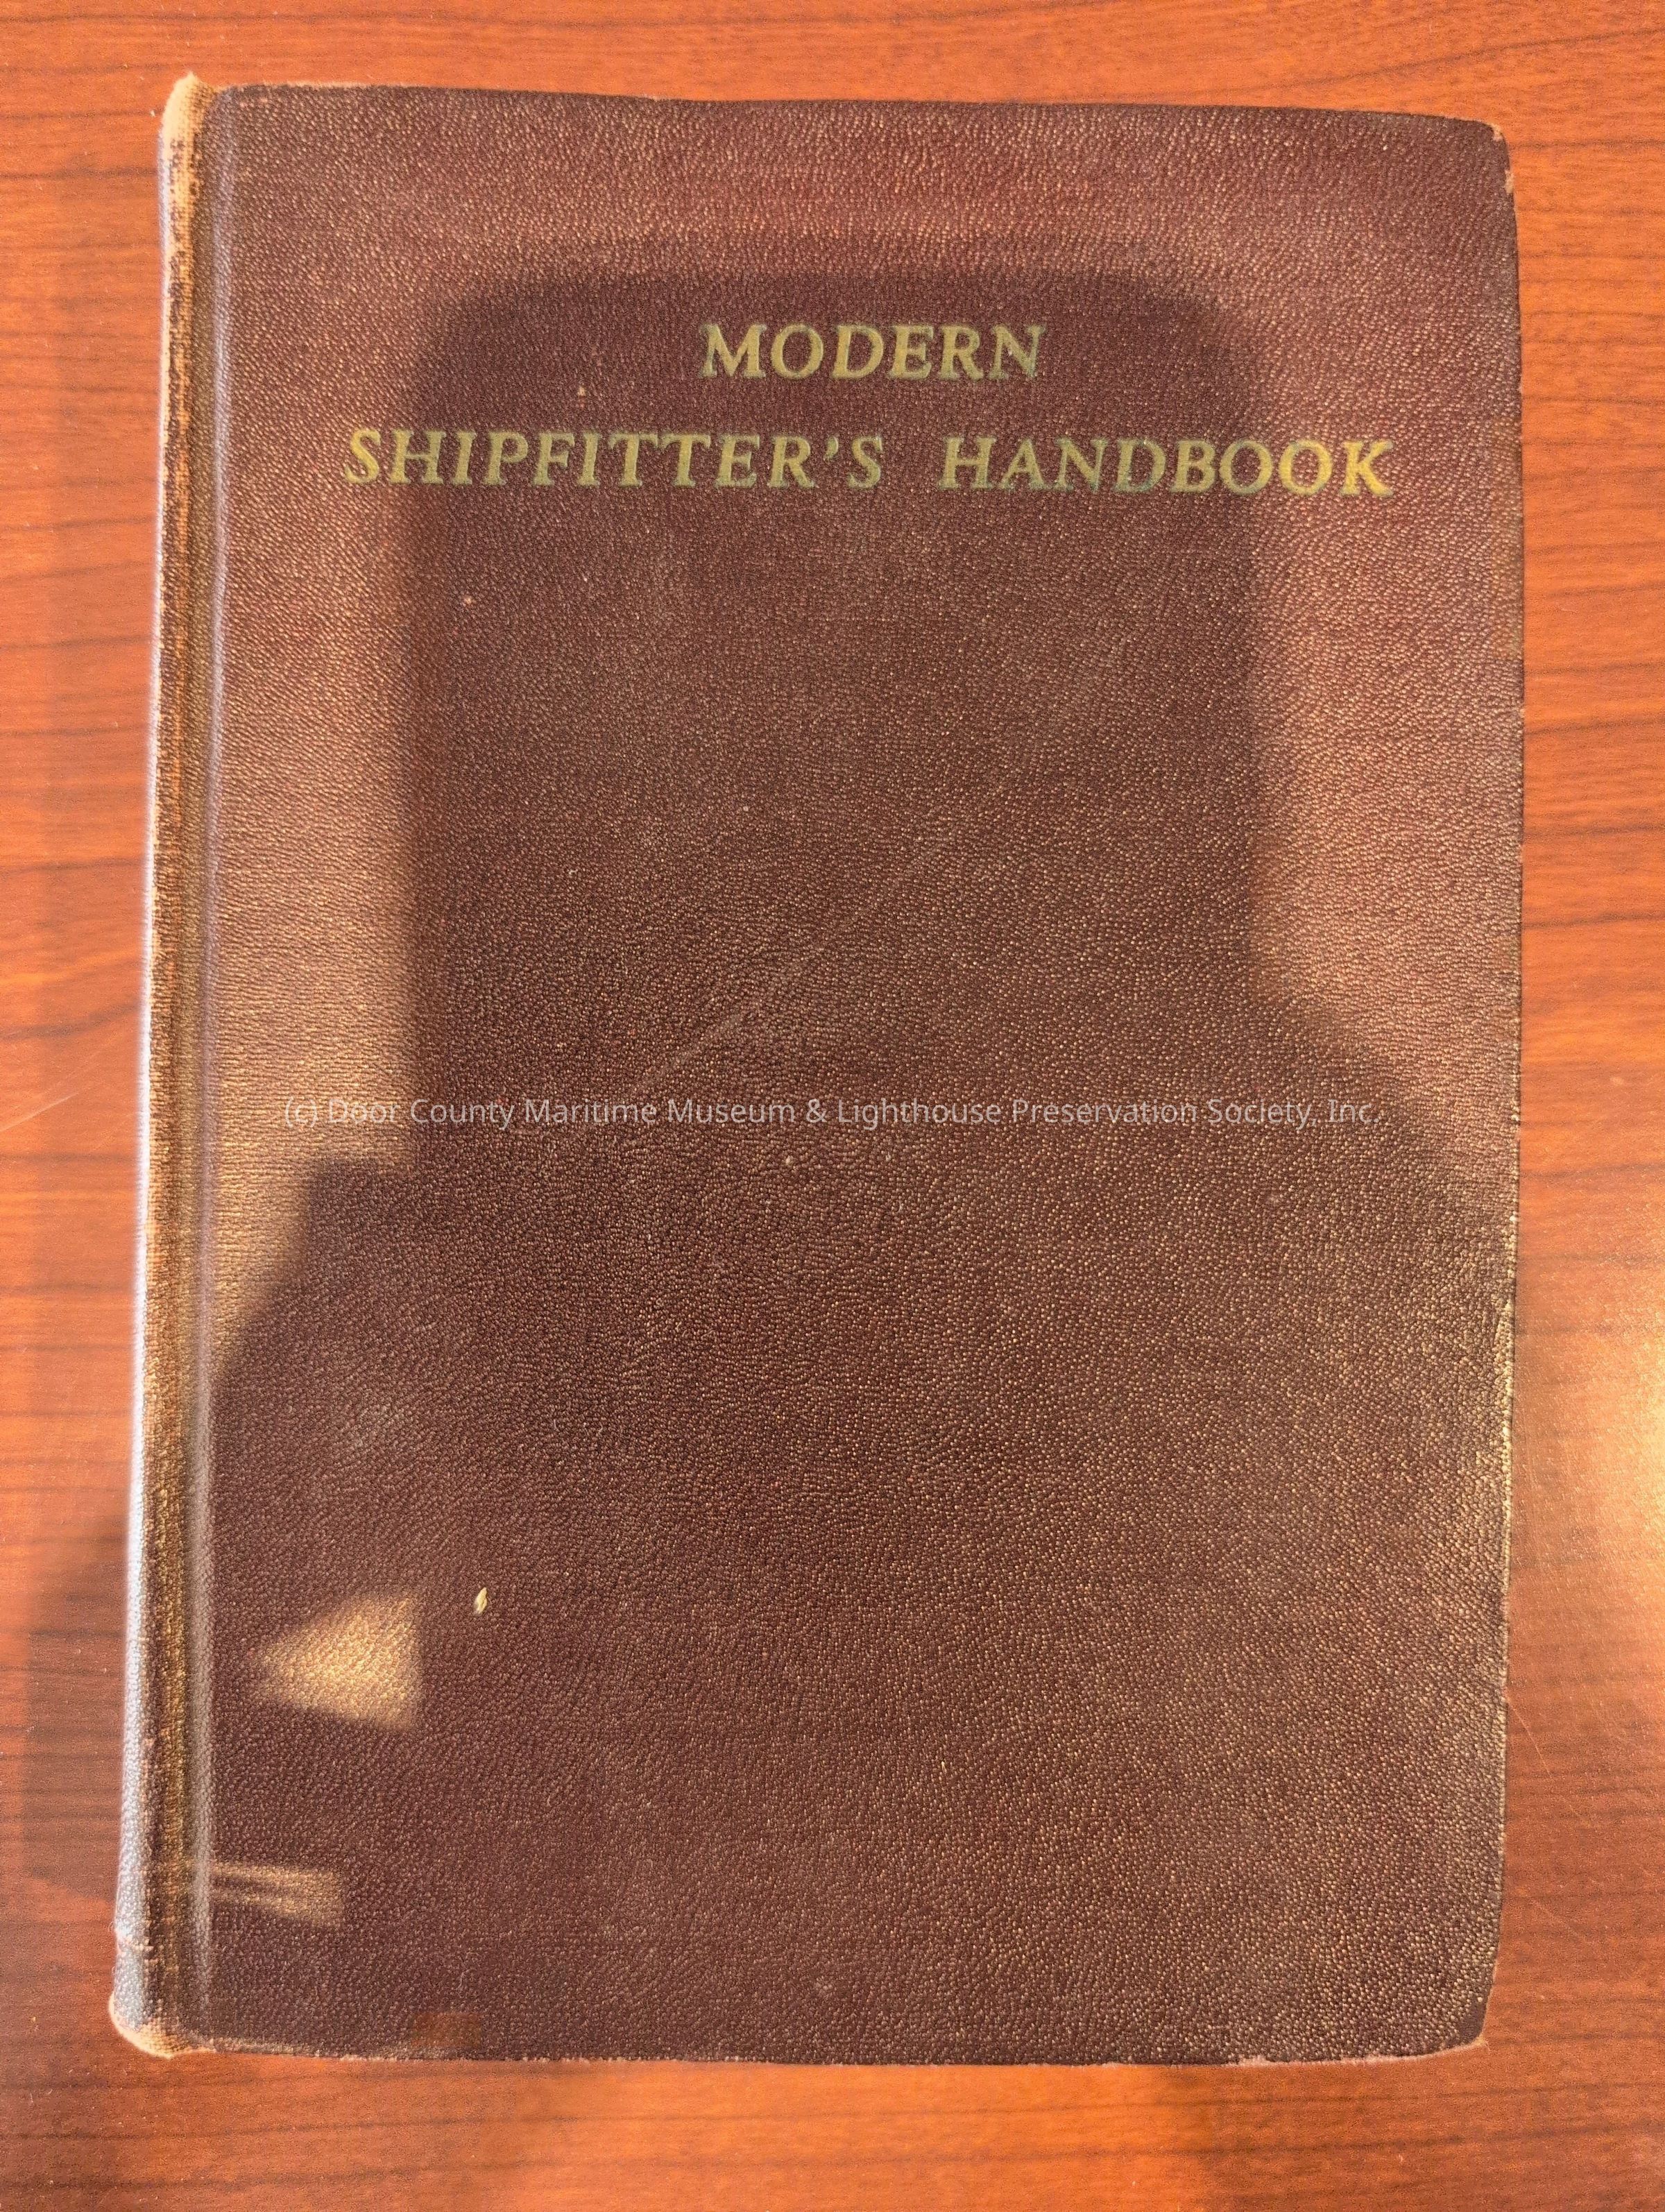 MODERN
SHIPFITTER'S HANDBOOK
(c) Door County Maritime Museum & Lighthouse Preservation Society, Inc.